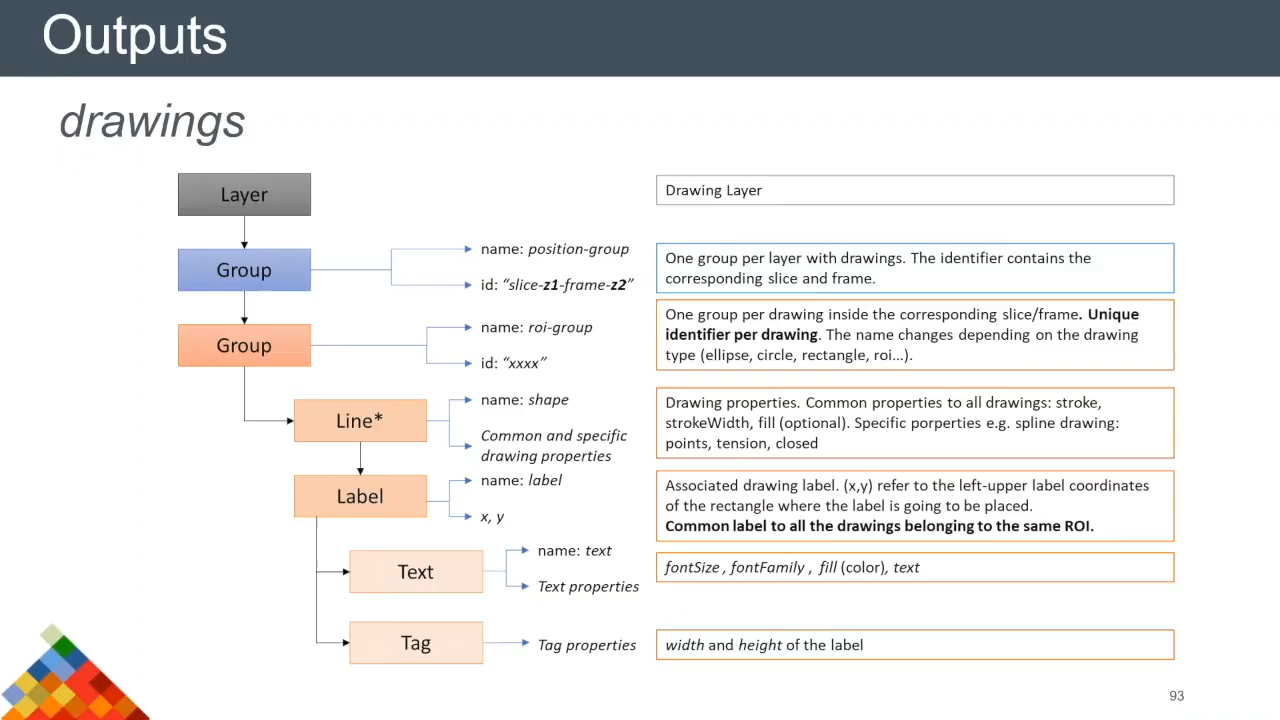 Outputs
drawings
Layer
Drawing Layer
Group
name: position-group
id: “slice-z1-frame-z2”
One group per layer with drawings. The identifier contains the
corresponding slice and frame.
Group
name: roi-group
id: “xxxx”
One group per drawing inside the corresponding slice/frame. Unique
identifier per drawing. The name changes depending on the drawing
type (ellipse, circle, rectangle, roi…).
Line*
name: shape
Common and specific
drawing properties
Drawing properties. Common properties to all drawings: stroke,
strokeWidth, fill (optional). Specific porperties e.g. spline drawing:
points, tension, closed
Label
name: label
x, y
Associated drawing label. (x,y) refer to the left-upper label coordinates
of the rectangle where the label is going to be placed.
Common label to all the drawings belonging to the same ROI.
Text
name: text
Text properties
fontSize , fontFamily , fill (color), text
Tag
Tag properties
width and height of the label
93